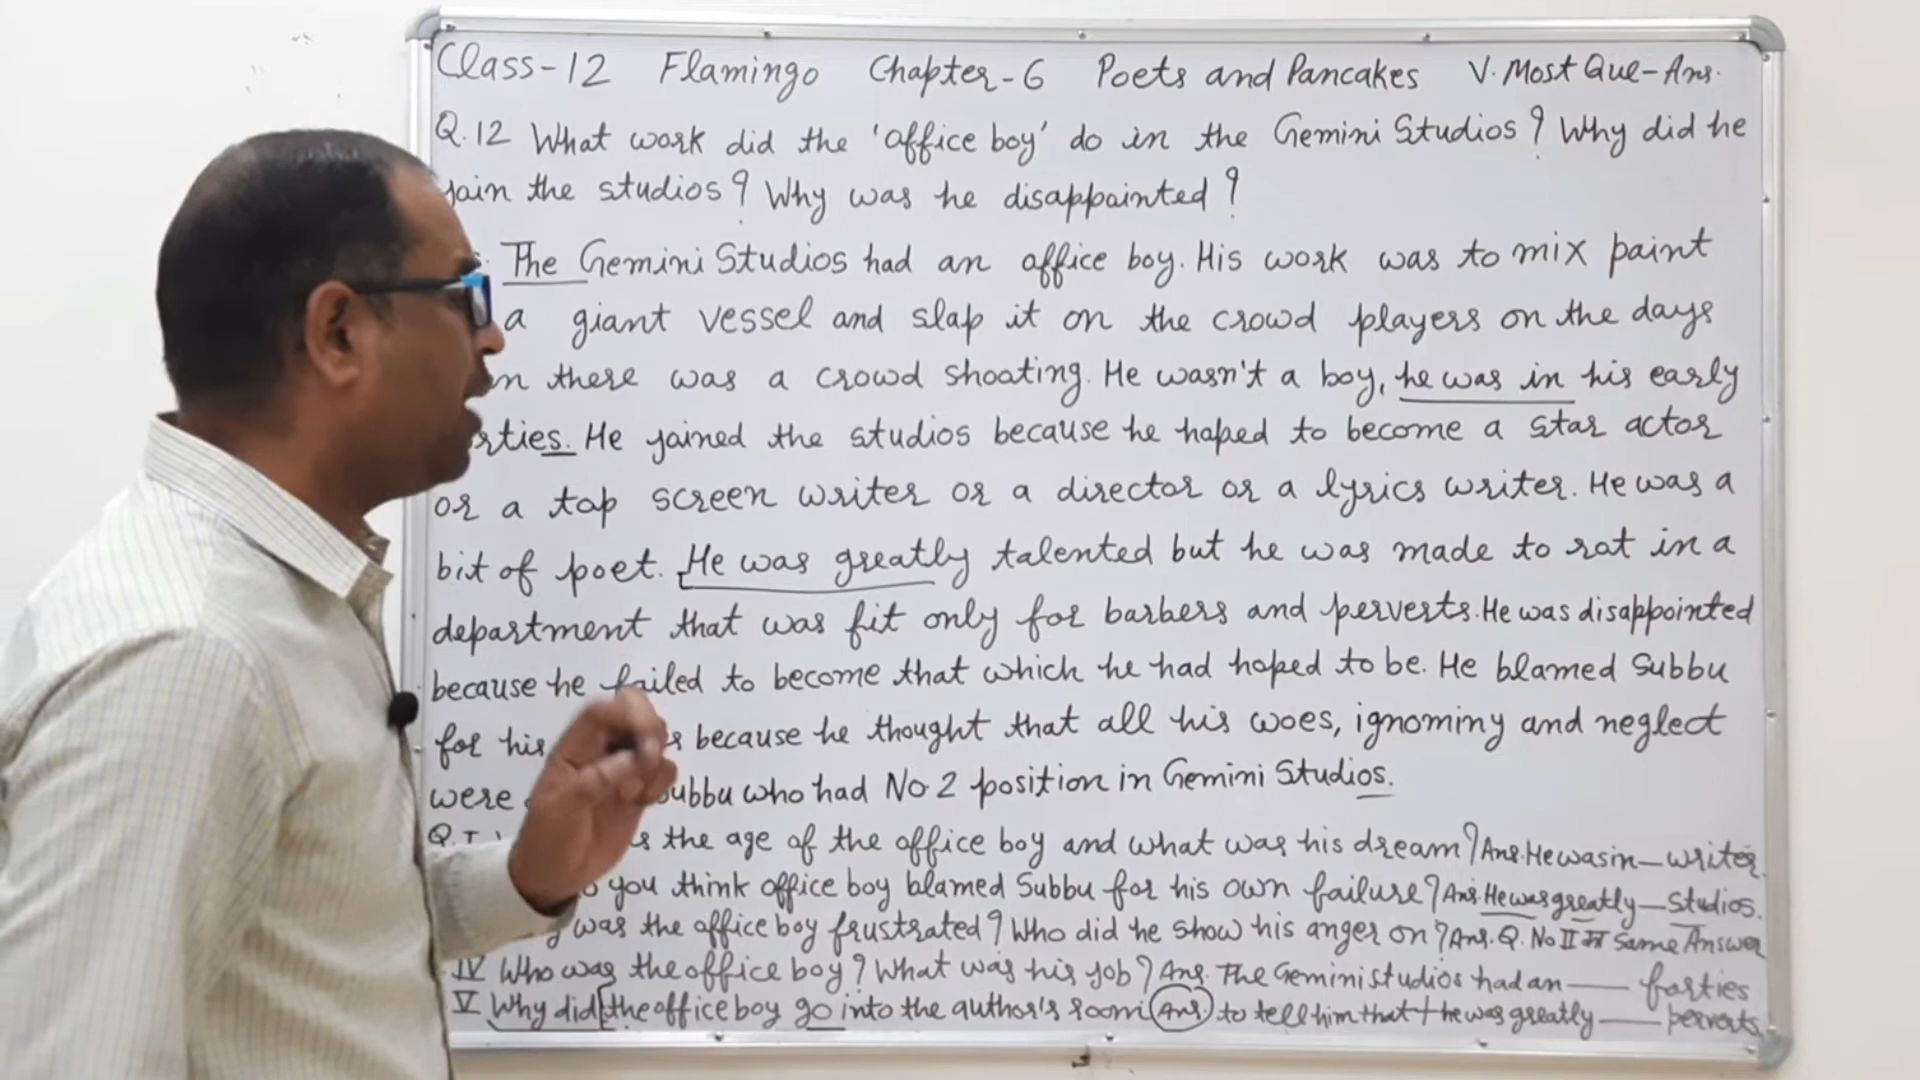 Class-12 Flamingo Chapter-6 Poets and Pancakes V. Most Que-Ans.
Q.12 What work did the 'office boy' do in the Gemini Studios? Why did he
join the studios? Why was he disappointed?
The Gemini Studios had an office boy. His work was to mix paint
a giant vessel and slap it on the crowd players on the days
there was a crowd shooting. He wasn't a boy, he was in his early
He joined the studios because he hoped to become a star actor
or a top screen writer or a director or a lyrics writer. He was a
bit of poet. He was greatly talented but he was made to rot in a
department that was fit only for barbers and perverts. He was disappointed
because he failed to become that which he had hoped to be. He blamed Subbu
for his because he thought that all his woes, ignominy and neglect
were Subbu who had No.2 position in Gemini Studios.
the age of the office boy and what was his dream? Ans. He was in — writer.
you think office boy blamed Subbu for his own failure? Ans. He was greatly — Studios.
was the office boy frustrated? Who did he show his anger on? Ans. Q. No II Same Answer
IV Who was the office boy? What was his job? Ans. The Gemini studios had an — forties
V Why did the office boy go into the author's room Ans. to tell him that he was greatly — perverts